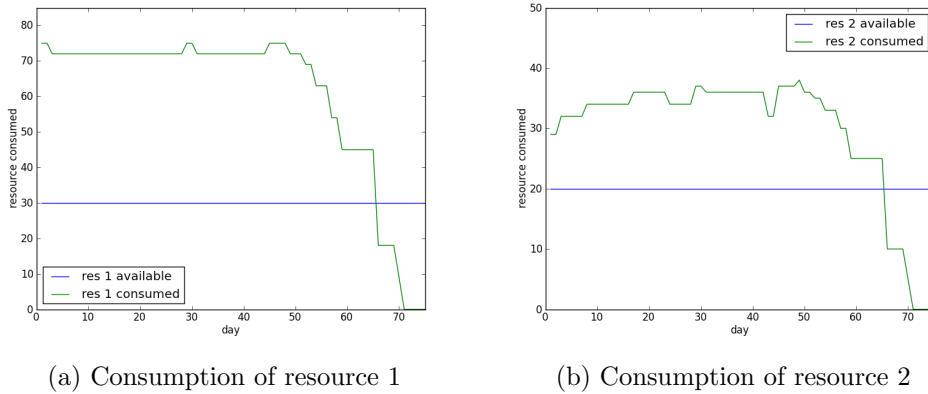 80
70
60
50
40
30
20
10
0
resource consumed
res 1 available
res 1 consumed
0 10 20 30 40 50 60 70
day
(a) Consumption of resource 1
50
40
30
20
10
0
resource consumed
res 2 available
res 2 consumed
0 10 20 30 40 50 60 70
day
(b) Consumption of resource 2